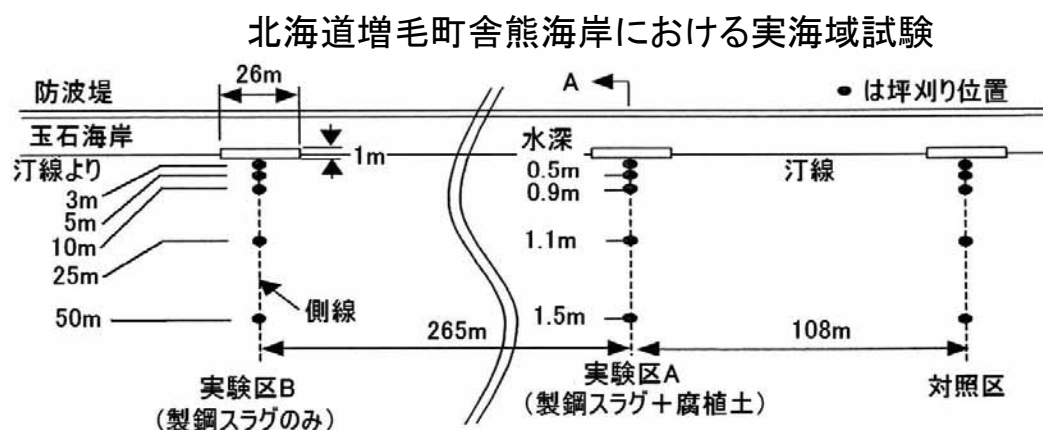 北海道増毛町舎熊海岸における実海域試験
26m
A
● は坪刈り位置
防波堤
玉石海岸
1m
水深
汀線より
汀線
3m
0.5m
5m
0.9m
10m
25m
1.1m
側線
50m
1.5m
265m
108m
実験区B
(製鋼スラグのみ)
実験区A
(製鋼スラグ+腐植土)
対照区